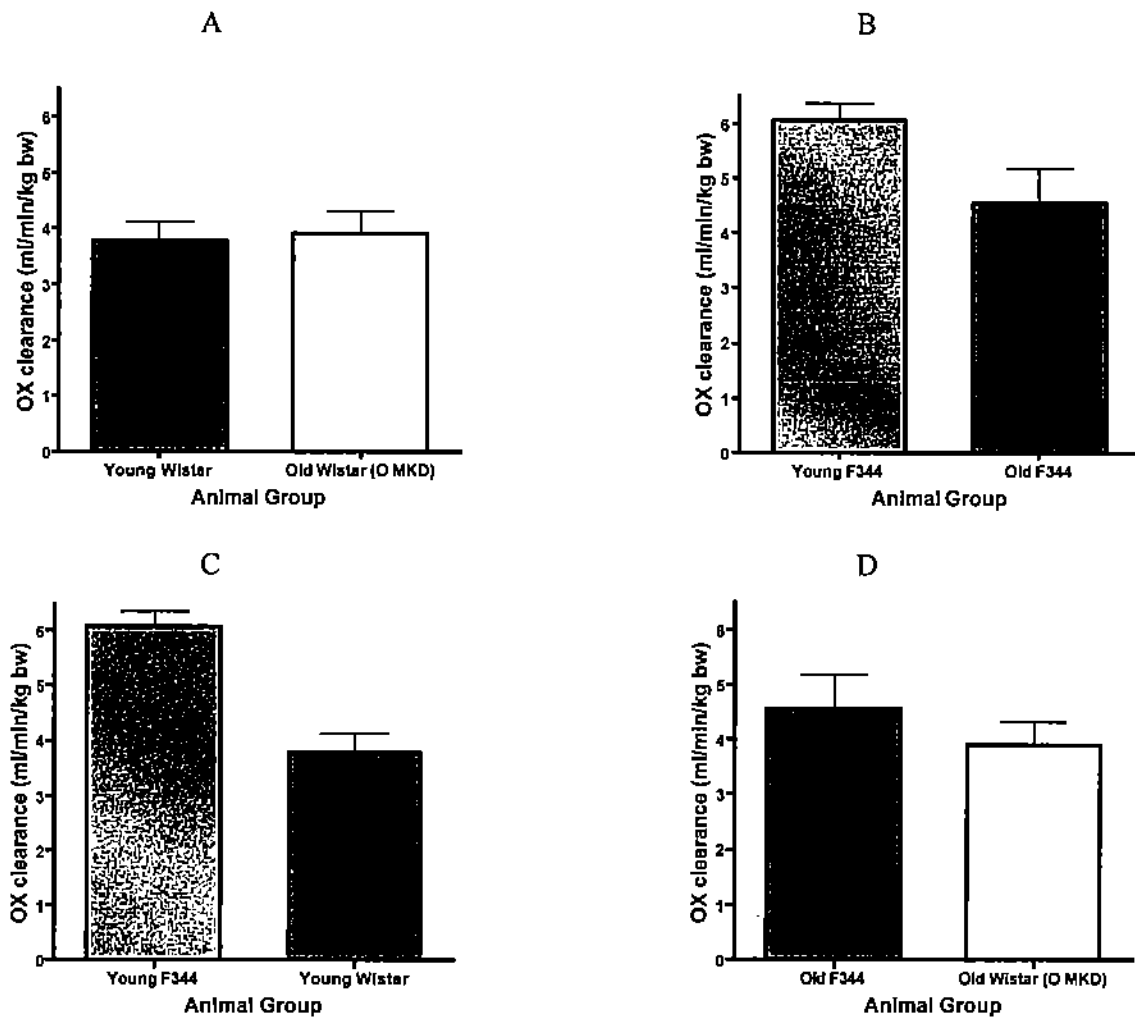 A
OX clearance (ml/min/kg bw)
6
5
4
3
2
1
0
Young Wistar
Old Wistar (O MKD)
Animal Group
B
OX clearance (ml/min/kg bw)
6
5
4
3
2
1
0
Young F344
Old F344
Animal Group
C
OX clearance (ml/min/kg bw)
6
5
4
3
2
1
0
Young F344
Young Wistar
Animal Group
D
OX clearance (ml/min/kg bw)
6
5
4
3
2
1
0
Old F344
Old Wistar (O MKD)
Animal Group